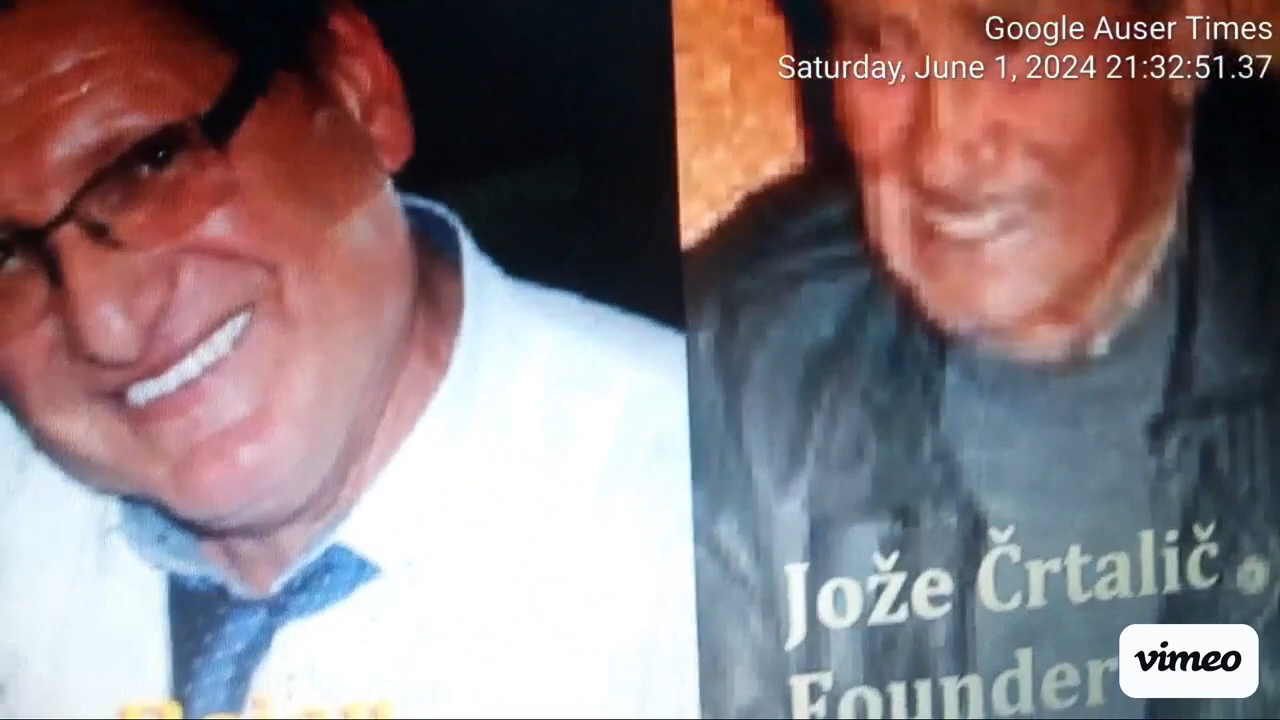 Google Auser Times
Saturday, June 1, 2024 21:32:51.37
Jože Črtalič
Founder
vimeo